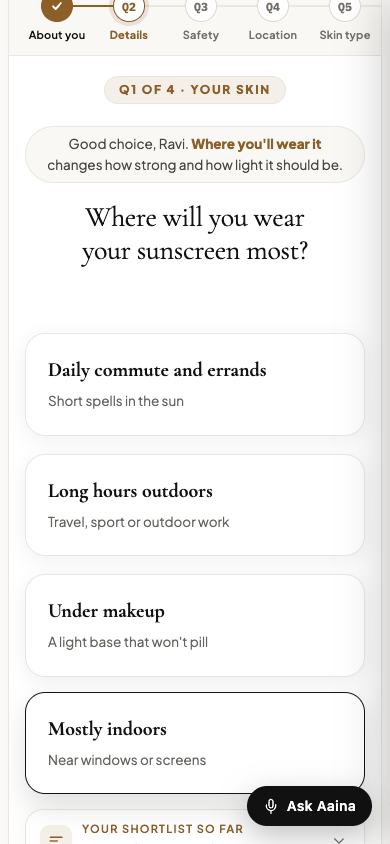 Q2
Q3
Q4
Q5
About you
Details
Safety
Location
Skin type
Q1 OF 4 · YOUR SKIN
Good choice, Ravi. Where you'll wear it
changes how strong and how light it should be.
Where will you wear
your sunscreen most?
Daily commute and errands
Short spells in the sun
Long hours outdoors
Travel, sport or outdoor work
Under makeup
A light base that won't pill
Mostly indoors
Near windows or screens
Ask Aaina
YOUR SHORTLIST SO FAR